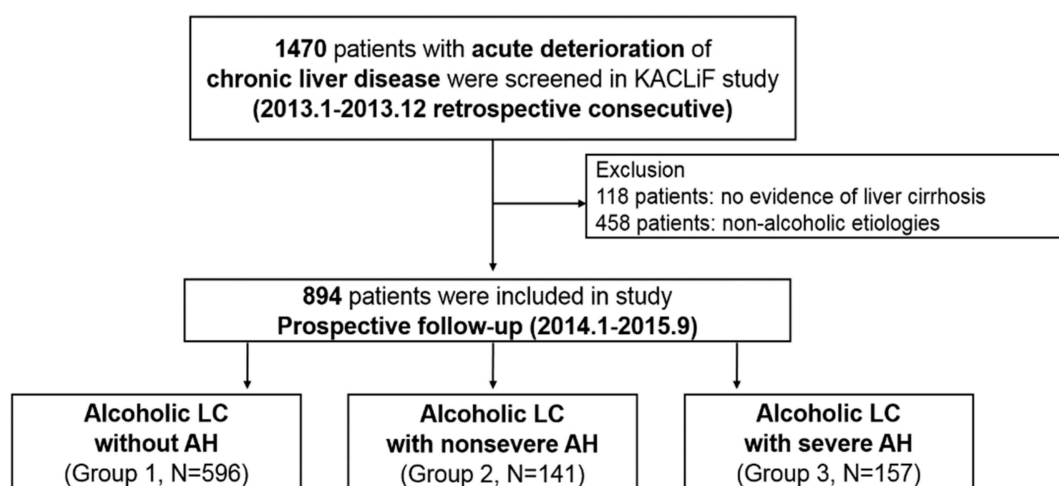 1470 patients with acute deterioration of
chronic liver disease were screened in KACLiF study
(2013.1-2013.12 retrospective consecutive)
Exclusion
118 patients: no evidence of liver cirrhosis
458 patients: non-alcoholic etiologies
894 patients were included in study
Prospective follow-up (2014.1-2015.9)
Alcoholic LC
without AH
(Group 1, N=596)
Alcoholic LC
with nonsevere AH
(Group 2, N=141)
Alcoholic LC
with severe AH
(Group 3, N=157)